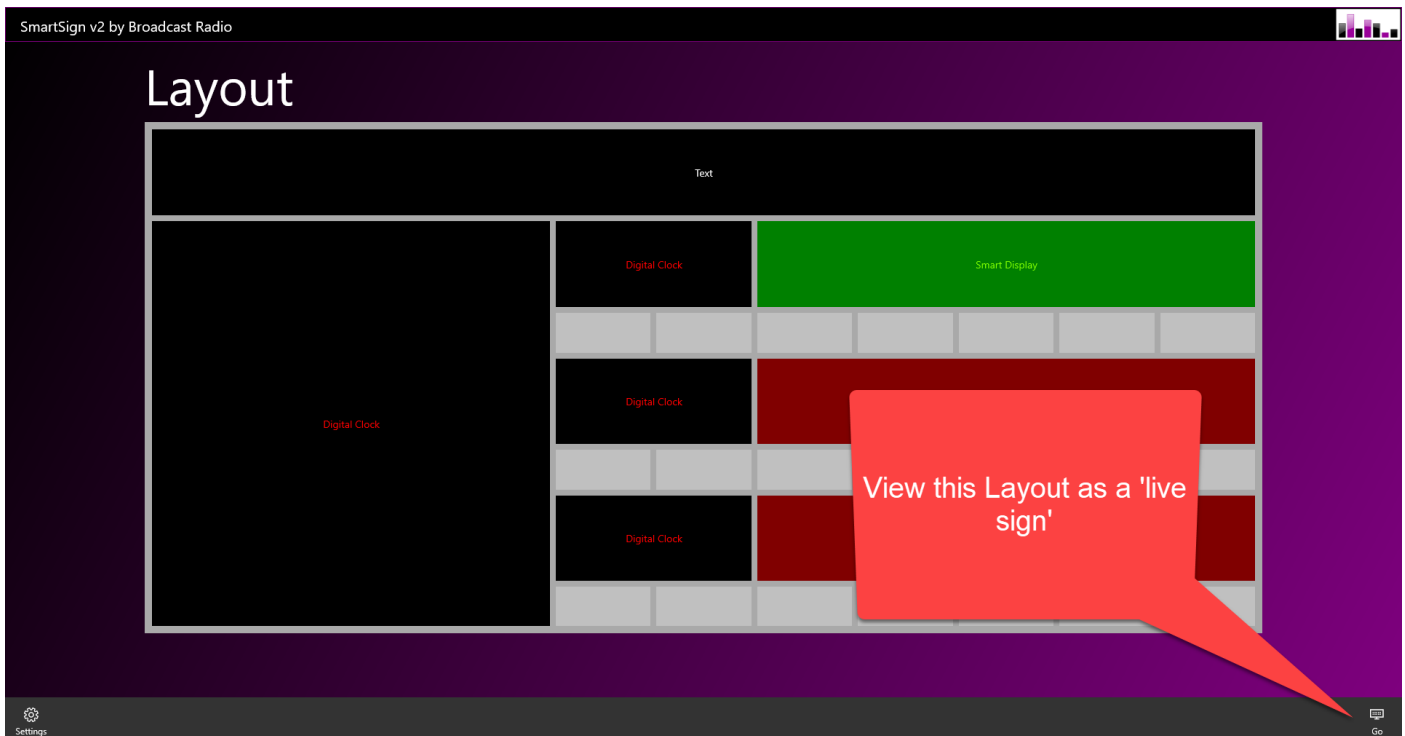 SmartSign v2 by Broadcast Radio
Layout
Text
Digital Clock
Smart Display
Digital Clock
Digital Clock
View this Layout as a 'live
sign'
Digital Clock
Settings
Go